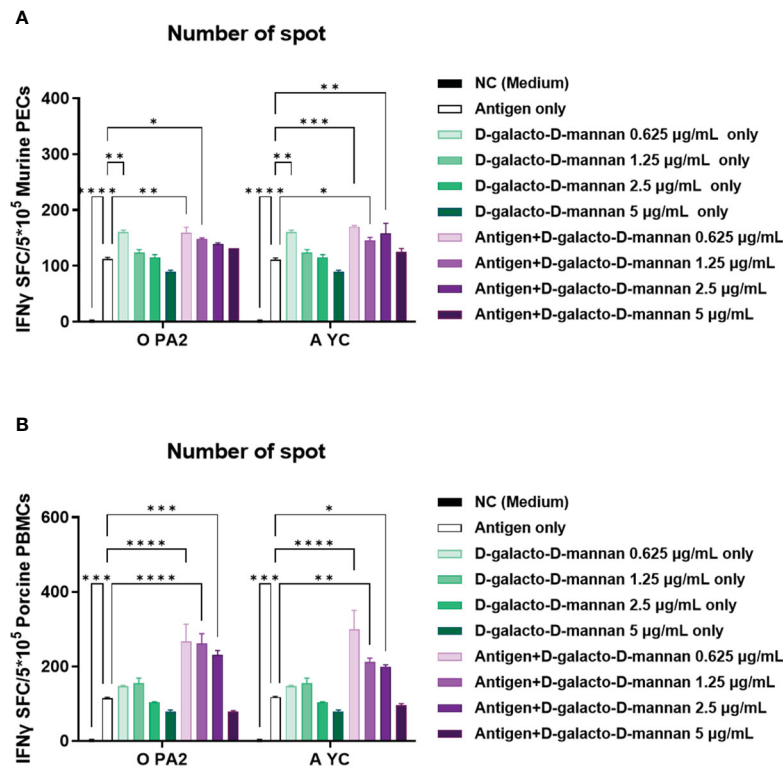 A
Number of spot
IFNγ SFC/5*10⁵ Murine PECs
400
300
200
100
0
**
* ***
** **
**** ** **** *
O PA2 A YC
NC (Medium)
Antigen only
D-galacto-D-mannan 0.625 µg/mL only
D-galacto-D-mannan 1.25 µg/mL only
D-galacto-D-mannan 2.5 µg/mL only
D-galacto-D-mannan 5 µg/mL only
Antigen+D-galacto-D-mannan 0.625 µg/mL
Antigen+D-galacto-D-mannan 1.25 µg/mL
Antigen+D-galacto-D-mannan 2.5 µg/mL
Antigen+D-galacto-D-mannan 5 µg/mL
B
Number of spot
IFNγ SFC/5*10⁵ Porcine PBMCs
600
400
200
0
*** *
**** ****
*** **** *** **
O PA2 A YC
NC (Medium)
Antigen only
D-galacto-D-mannan 0.625 µg/mL only
D-galacto-D-mannan 1.25 µg/mL only
D-galacto-D-mannan 2.5 µg/mL only
D-galacto-D-mannan 5 µg/mL only
Antigen+D-galacto-D-mannan 0.625 µg/mL
Antigen+D-galacto-D-mannan 1.25 µg/mL
Antigen+D-galacto-D-mannan 2.5 µg/mL
Antigen+D-galacto-D-mannan 5 µg/mL